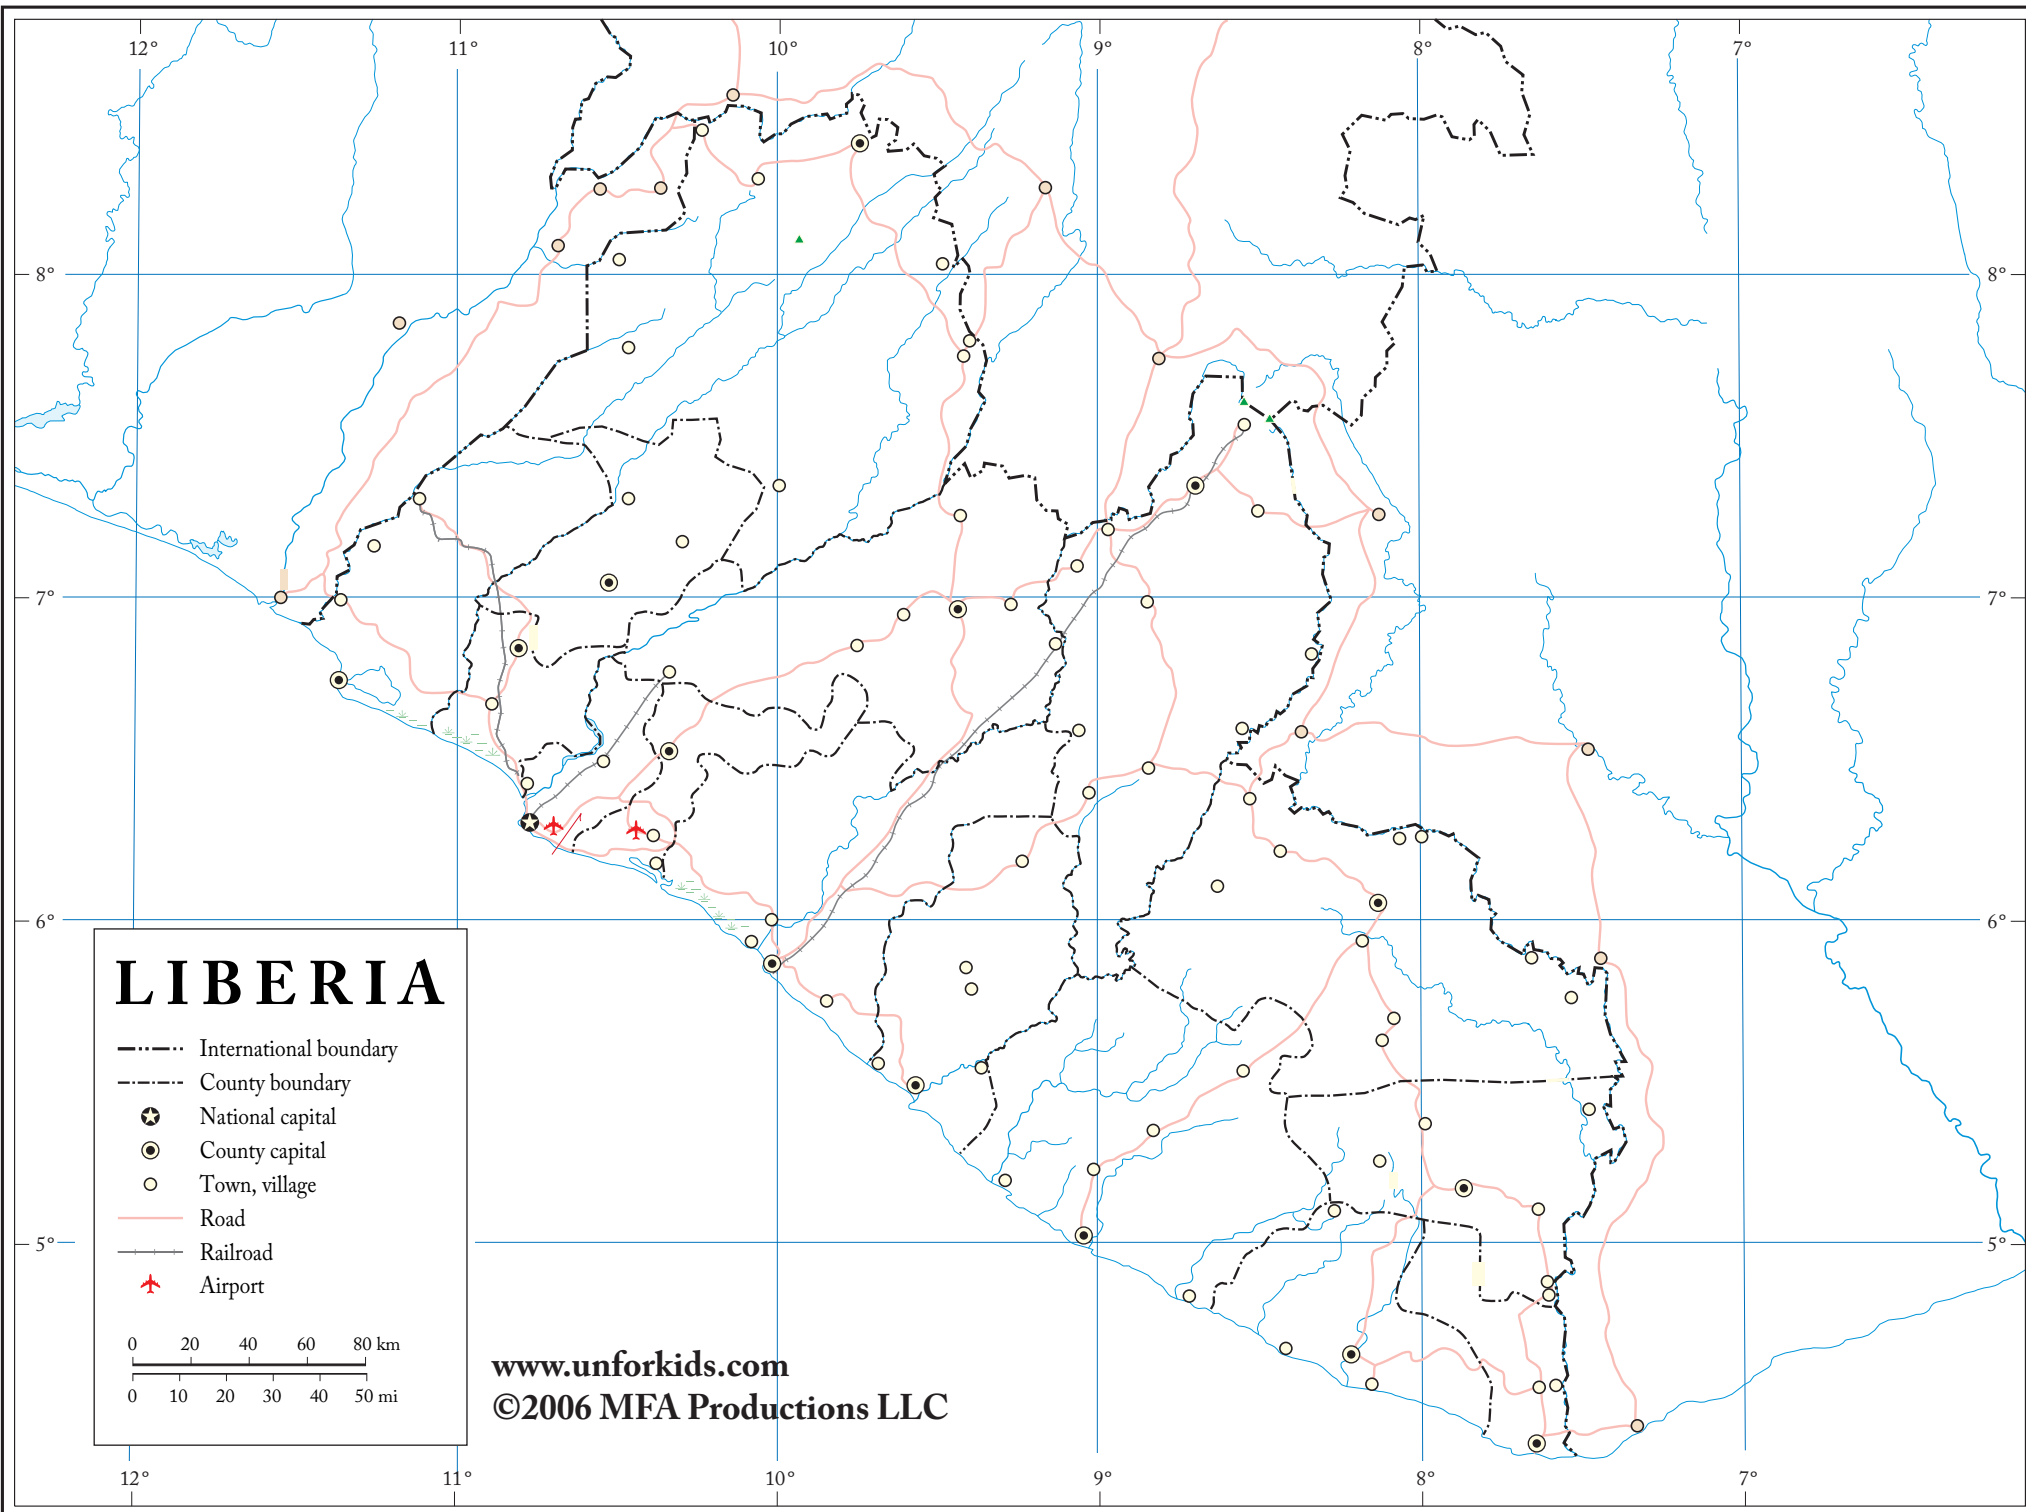 12° 11° 10° 9° 8° 7°
8° 8°
7° 7°
6° 6°
LIBERIA
International boundary
County boundary
National capital
County capital
Town, village
Road
Railroad
Airport
0 20 40 60 80 km
0 10 20 30 40 50 mi
5° 5°
www.unforkids.com
©2006 MFA Productions LLC
12° 11° 10° 9° 8° 7°